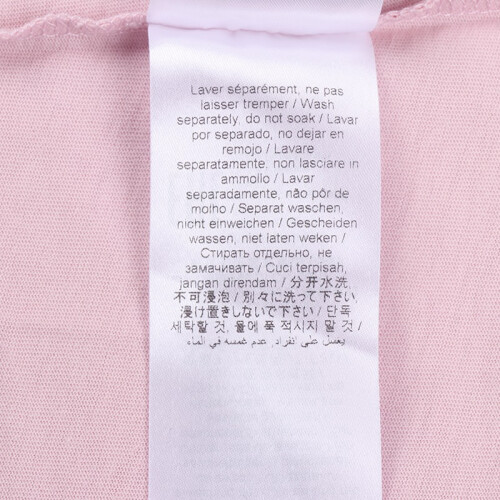 Laver séparément, ne pas
laisser tremper / Wash
separately, do not soak / Lavar
por separado, no dejar en
remojo / Lavare
separatamente, non lasciare in
ammollo / Lavar
separadamente, não pôr de
molho / Separat waschen,
nicht einweichen / Gescheiden
wassen, niet laten weken /
Стирать отдельно, не
замачивать / Cuci terpisah,
jangan direndam / 分开水洗,
不可浸泡 / 別々に洗って下さい,
浸け置きしないで下さい / 단독
세탁할 것, 물에 푹 적시지 말 것 /
يغسل على انفراد, عدم غمسه في الماء